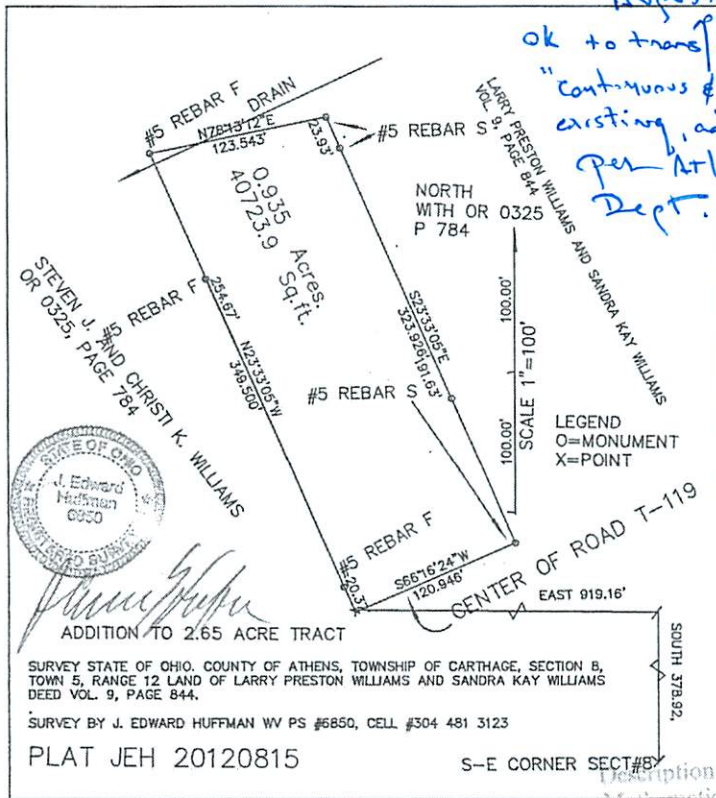 ok to
"continuous &
existing,
per
Dept.
#5 REBAR F
DRAIN
N78°13'12"E
123.543'
23.93'
#5 REBAR S
LARRY PRESTON WILLIAMS AND SANDRA KAY WILLIAMS
VOL. 9, PAGE 844
0.935 Acres.
40723.9 Sq.ft.
NORTH
WITH OR 0325
P 784
STEVEN J. AND CHRISTI K. WILLIAMS
OR 0325, PAGE 784
#5 REBAR F
254.67'
N23°33'05"W
349.500'
S23°33'05"E
323.926'
191.63'
100.00'
100.00'
SCALE 1"=100'
#5 REBAR S
LEGEND
O=MONUMENT
X=POINT
STATE OF OHIO
J. Edward
Huffman
#5 REBAR F
20.37
S66°16'24"W
120.946'
CENTER OF ROAD T-119
EAST 919.16'
SOUTH 378.92,
ADDITION TO 2.65 ACRE TRACT
SURVEY STATE OF OHIO. COUNTY OF ATHENS, TOWNSHIP OF CARTHAGE, SECTION 8,
TOWN 5, RANGE 12 LAND OF LARRY PRESTON WILLIAMS AND SANDRA KAY WILLIAMS
DEED VOL. 9, PAGE 844.
SURVEY BY J. EDWARD HUFFMAN WV PS #6850, CELL #304 481 3123
PLAT JEH 20120815
S-E CORNER SECT#8
Description